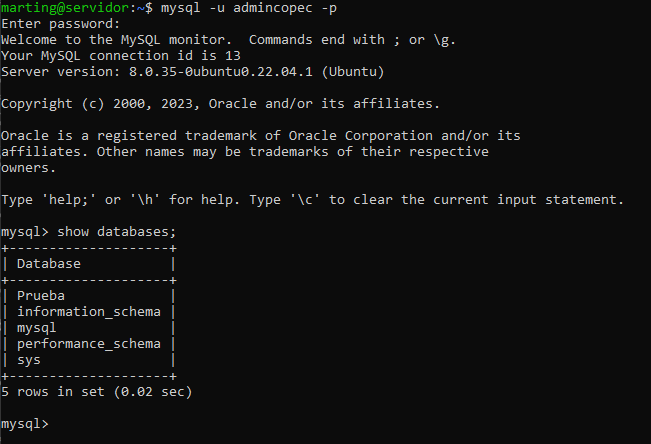 marting@servidor:~$ mysql -u admincopec -p
Enter password:
Welcome to the MySQL monitor.  Commands end with ; or \g.
Your MySQL connection id is 13
Server version: 8.0.35-0ubuntu0.22.04.1 (Ubuntu)
Copyright (c) 2000, 2023, Oracle and/or its affiliates.
Oracle is a registered trademark of Oracle Corporation and/or its
affiliates. Other names may be trademarks of their respective
owners.
Type 'help;' or '\h' for help. Type '\c' to clear the current input statement.
mysql> show databases;
+--------------------+
| Database           |
+--------------------+
| Prueba             |
| information_schema |
| mysql              |
| performance_schema |
| sys                |
+--------------------+
5 rows in set (0.02 sec)
mysql>